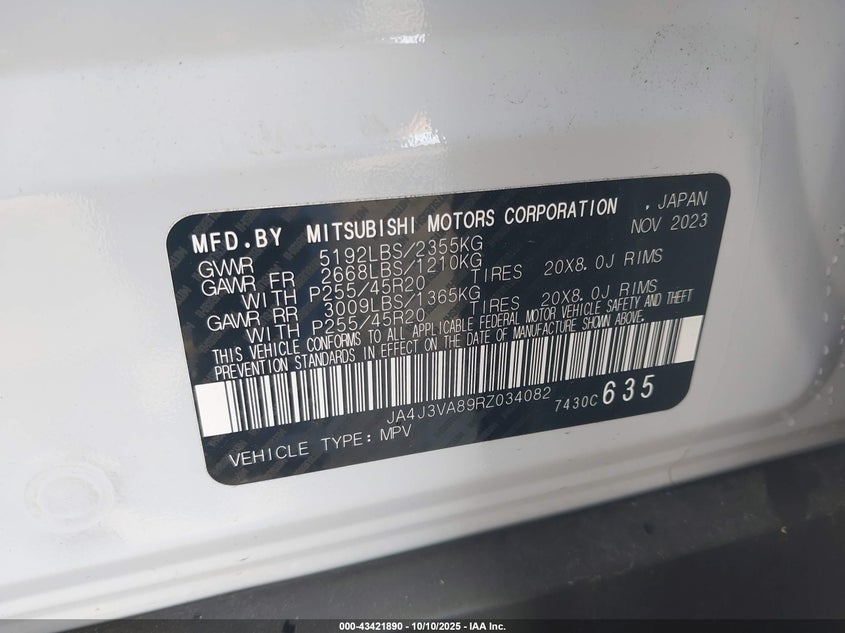 MFD.BY MITSUBISHI MOTORS CORPORATION , JAPAN
NOV 2023
GVWR 5192LBS/2355KG
GAWR FR 2668LBS/1210KG
WITH P255/45R20 TIRES 20X8.0J RIMS
GAWR RR 3009LBS/1365KG
WITH P255/45R20 TIRES 20X8.0J RIMS
THIS VEHICLE CONFORMS TO ALL APPLICABLE FEDERAL MOTOR VEHICLE SAFETY AND THEFT
PREVENTION STANDARDS IN EFFECT ON THE DATE OF MANUFACTURE SHOWN ABOVE.
JA4J3VA89RZ034082 7430C 635
VEHICLE TYPE: MPV
000-43421890 - 10/10/2025 - IAA Inc.